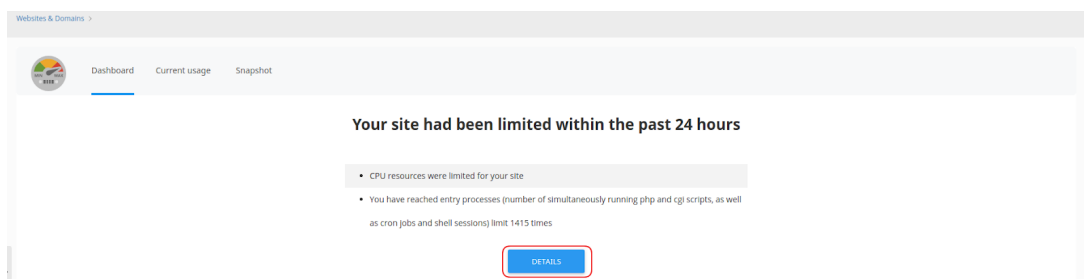 Websites & Domains >
Dashboard Current usage Snapshot
Your site had been limited within the past 24 hours
• CPU resources were limited for your site
• You have reached entry processes (number of simultaneously running php and cgi scripts, as well
as cron jobs and shell sessions) limit 1415 times
DETAILS